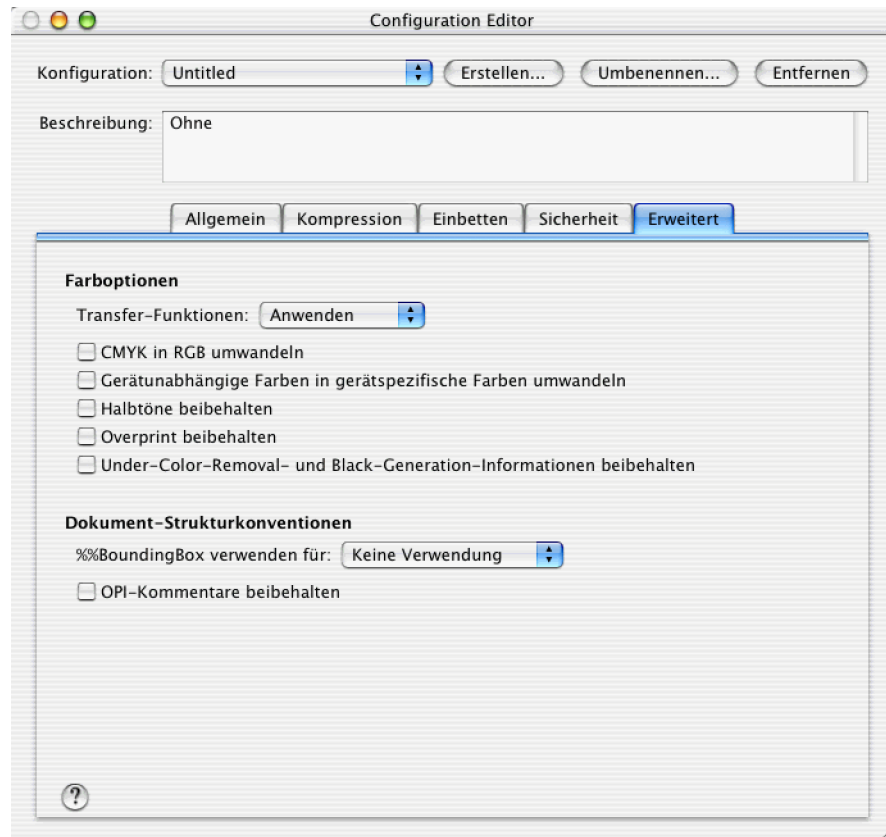 Configuration Editor
Konfiguration: Untitled Erstellen... Umbenennen... Entfernen
Beschreibung: Ohne
Allgemein Kompression Einbetten Sicherheit Erweitert
Farboptionen
Transfer-Funktionen: Anwenden
CMYK in RGB umwandeln
Gerätunabhängige Farben in gerätspezifische Farben umwandeln
Halbtöne beibehalten
Overprint beibehalten
Under-Color-Removal- und Black-Generation-Informationen beibehalten
Dokument-Strukturkonventionen
%%BoundingBox verwenden für: Keine Verwendung
OPI-Kommentare beibehalten
?